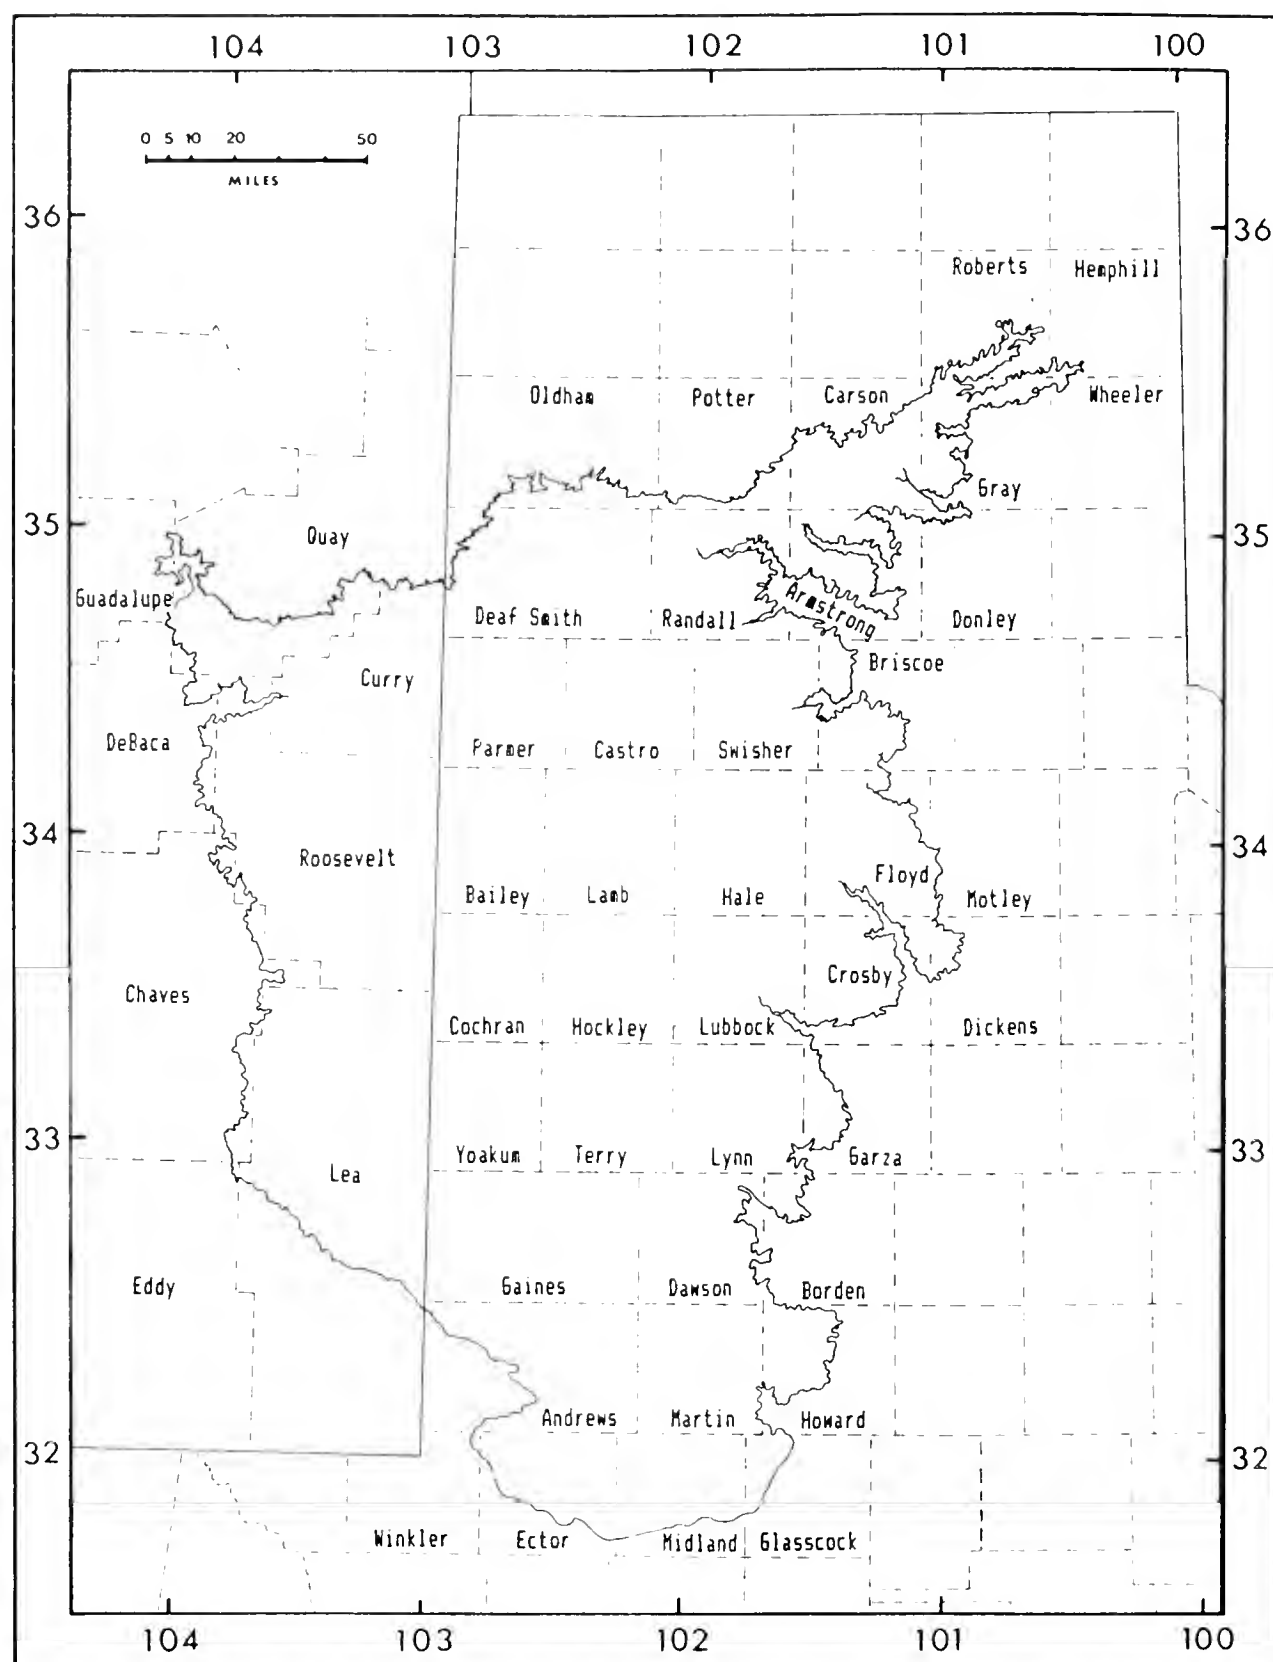 104 103 102 101 100
0 5 10 20 50
MILES
36 36
Roberts Hemphill
Oldham Potter Carson Wheeler
Gray
35 35
Quay
Guadalupe
Deaf Smith Randall Armstrong Donley
Briscoe
Curry
DeBaca Parmer Castro Swisher
34 34
Roosevelt
Floyd
Bailey Lamb Hale Motley
Crosby
Chaves
Cochran Hockley Lubbock Dickens
33 33
Yoakum Terry Lynn Garza
Lea
Eddy Gaines Dawson Borden
Andrews Martin Howard
32 32
Winkler Ector Midland Glasscock
104 103 102 101 100